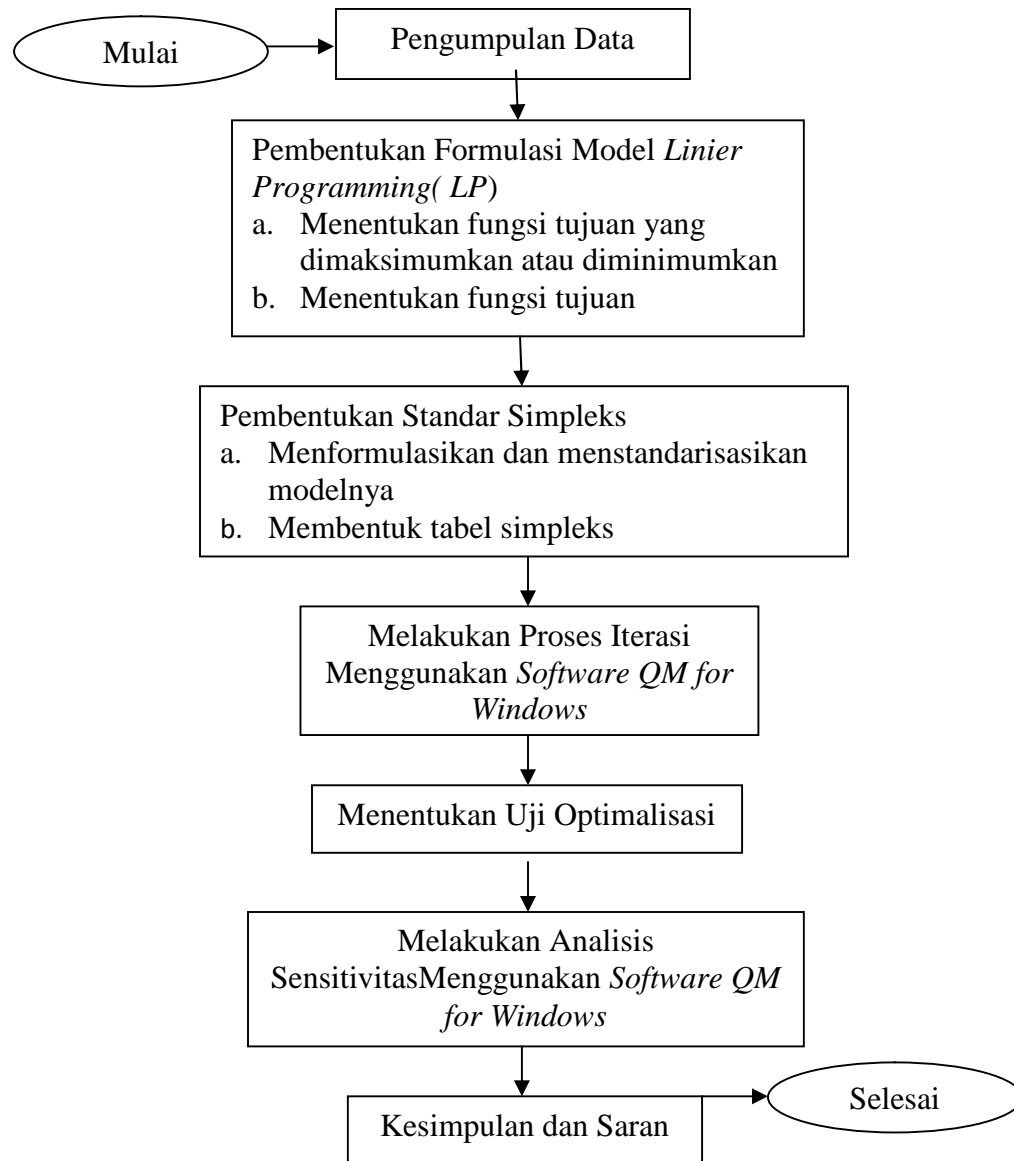 Mulai
Pengumpulan Data
Pembentukan Formulasi Model Linier
Programming( LP)
a. Menentukan fungsi tujuan yang
dimaksimumkan atau diminimumkan
b. Menentukan fungsi tujuan
Pembentukan Standar Simpleks
a. Menformulasikan dan menstandarisasikan
modelnya
b. Membentuk tabel simpleks
Melakukan Proses Iterasi
Menggunakan Software QM for
Windows
Menentukan Uji Optimalisasi
Melakukan Analisis
SensitivitasMenggunakan Software QM
for Windows
Selesai
Kesimpulan dan Saran